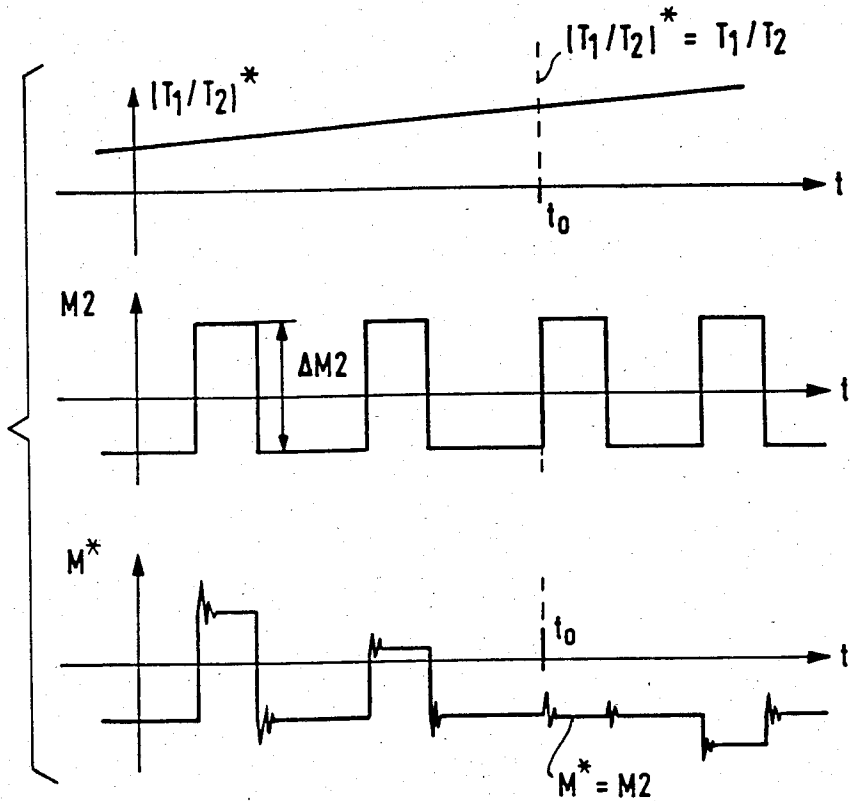 |T1/T2|* = T1/T2
|T1/T2|*
t
t0
M2
ΔM2
t
M*
t0
t
M* = M2